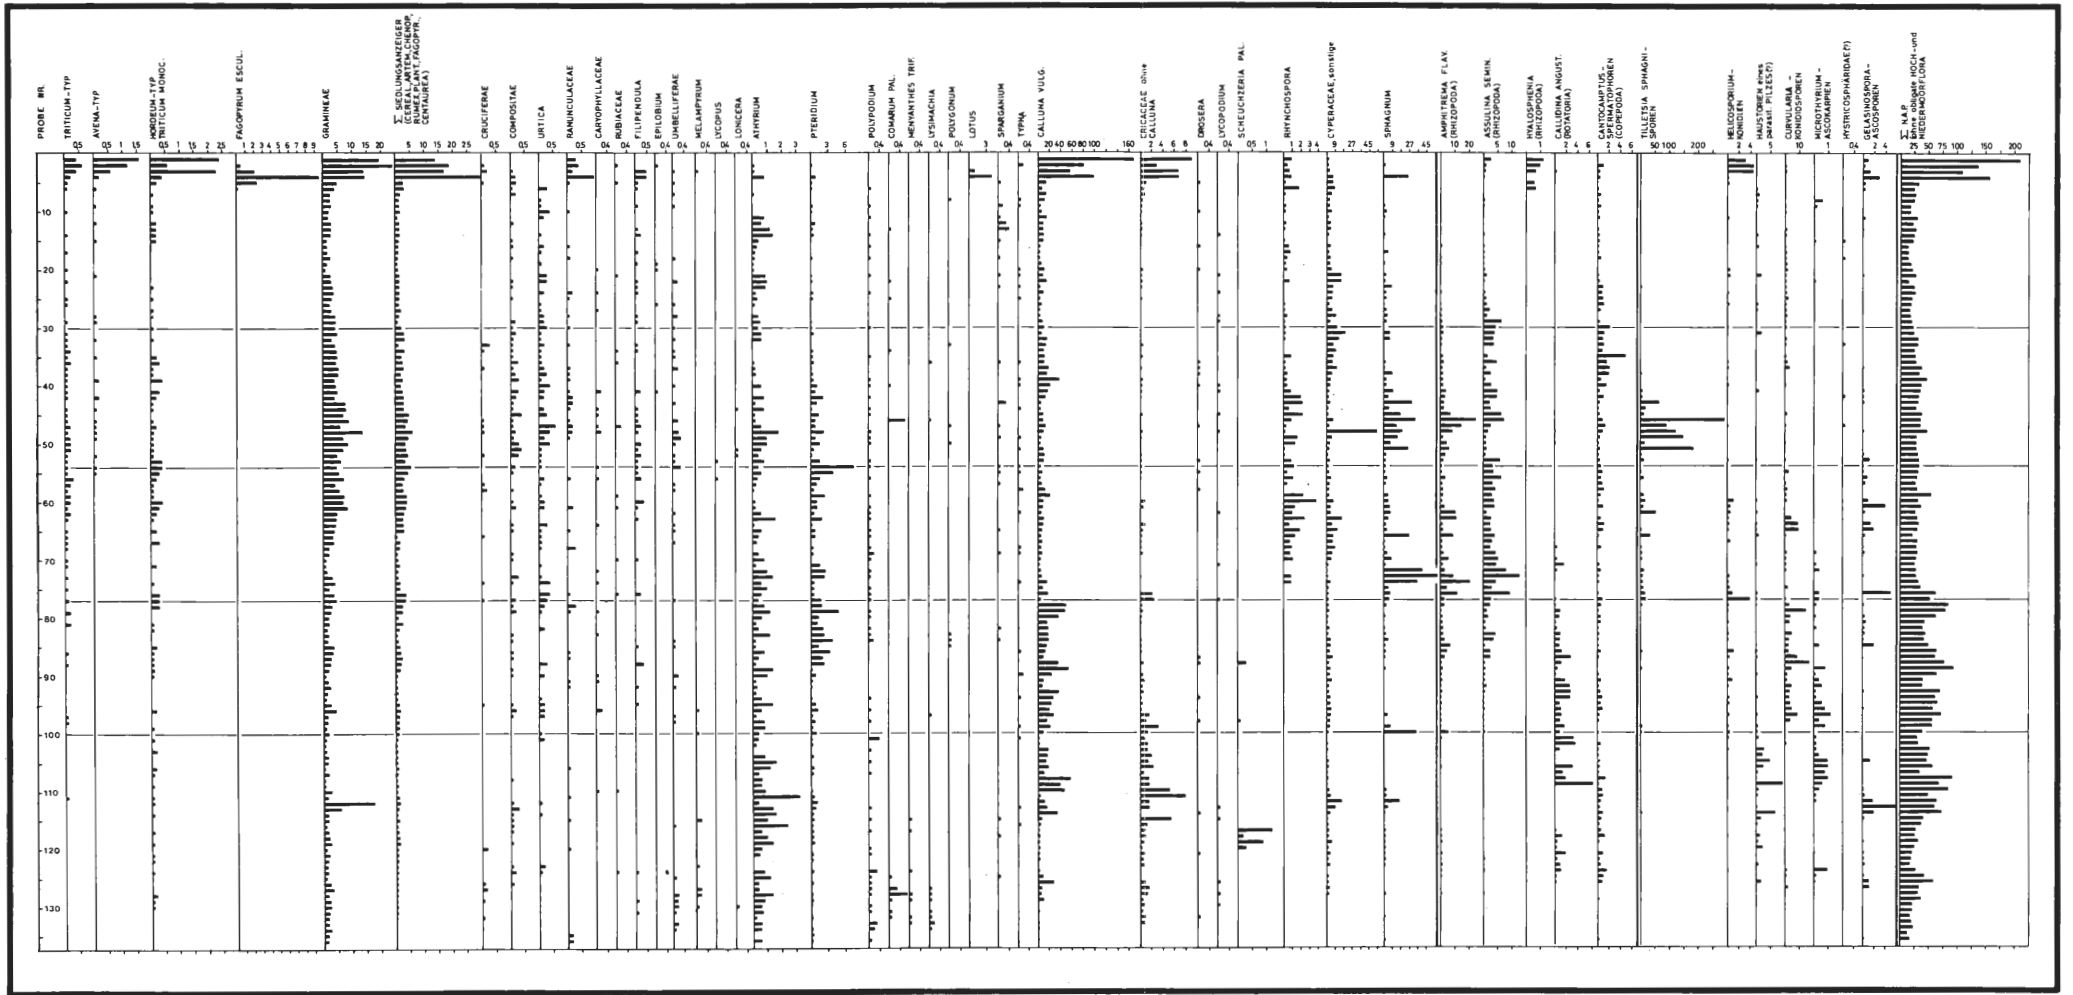 PROBE NR.
TRITICUM-TYP
AVENA-TYP
HORDEUM-TYP
TRITICUM MONOC.
FAGOPYRUM ESCUL.
GRAMINEAE
Σ SIEDLUNGSANZEIGER
(CEREAL,ARTEM.,CHENOP,
RUMEX,PLANT,FAGOPYR.,
CENTAUREA)
CRUCIFERAE
COMPOSITAE
URTICA
RANUNCULACEAE
CARYOPHYLLACEAE
RUBIACEAE
FILIPENDULA
EPILOBIUM
UMBELLIFERAE
MELAMPYRUM
LYCOPUS
LONICERA
ATHYRIUM
PTERIDIUM
POLYPODIUM
COMARUM PAL.
MENYANTHES TRIF.
LYSIMACHIA
POLYGONUM
LOTUS
SPARGANIUM
TYPHA
CALLUNA VULG.
ERICACEAE ohne
CALLUNA
DROSERA
LYCOPODIUM
SCHEUCHZERIA PAL.
RHYNCHOSPORA
CYPERACEAE,sonstige
SPHAGNUM
AMPHITREMA FLAV.
(RHIZOPODA)
ASSULINA SEMIN.
(RHIZOPODA)
HYALOSPHENIA
(RHIZOPODA)
CALLIDINA ANGUST.
(ROTATORIA)
CANTOCAMPTUS-
SPERMATOPHOREN
(COPEPODA)
TILLETIA SPHAGNI-
SPOREN
HELICOSPORIUM-
KONIDIEN
HAUSTORIEN eines
parasit. PILZES(?)
CURVULARIA-
KONIDIOSPOREN
MICROTHYRIUM-
ASCOKARPIEN
HYSTRICOSPHÄRIDAE(?)
GELASINOSPORA-
ASCOSPOREN
Σ NAP
ohne obligate HOCH-und
NIEDERMOORFLORA
10
20
30
40
50
60
70
80
90
100
110
120
130